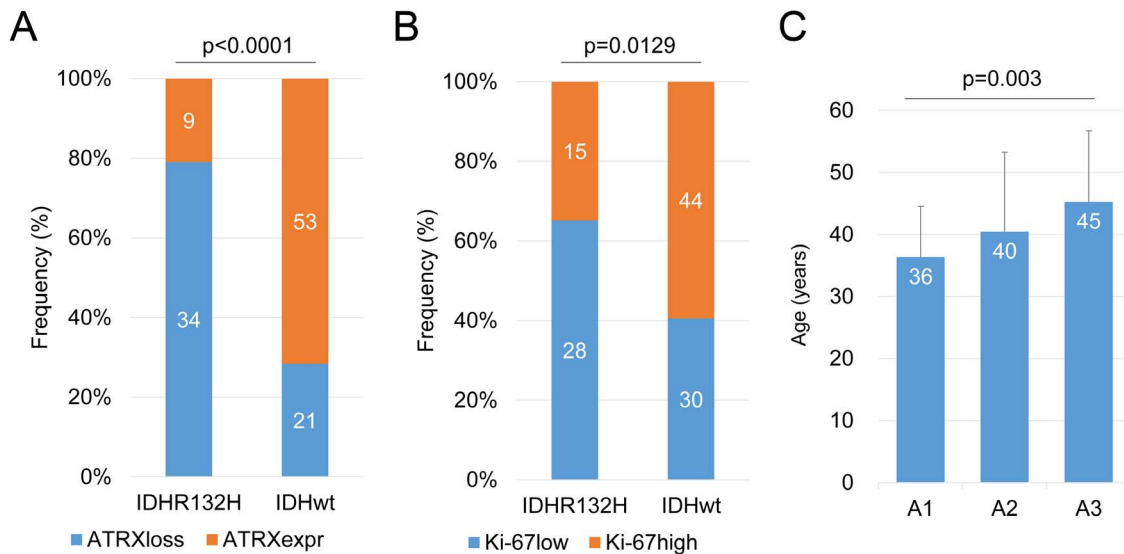 A
p<0.0001
Frequency (%)
100%
80%
60%
40%
20%
0%
9
34
53
21
IDHR132H IDHwt
ATRXloss ATRXexpr
B
p=0.0129
Frequency (%)
100%
80%
60%
40%
20%
0%
15
28
44
30
IDHR132H IDHwt
Ki-67low Ki-67high
C
p=0.003
Age (years)
60
50
40
30
20
10
0
36
40
45
A1 A2 A3